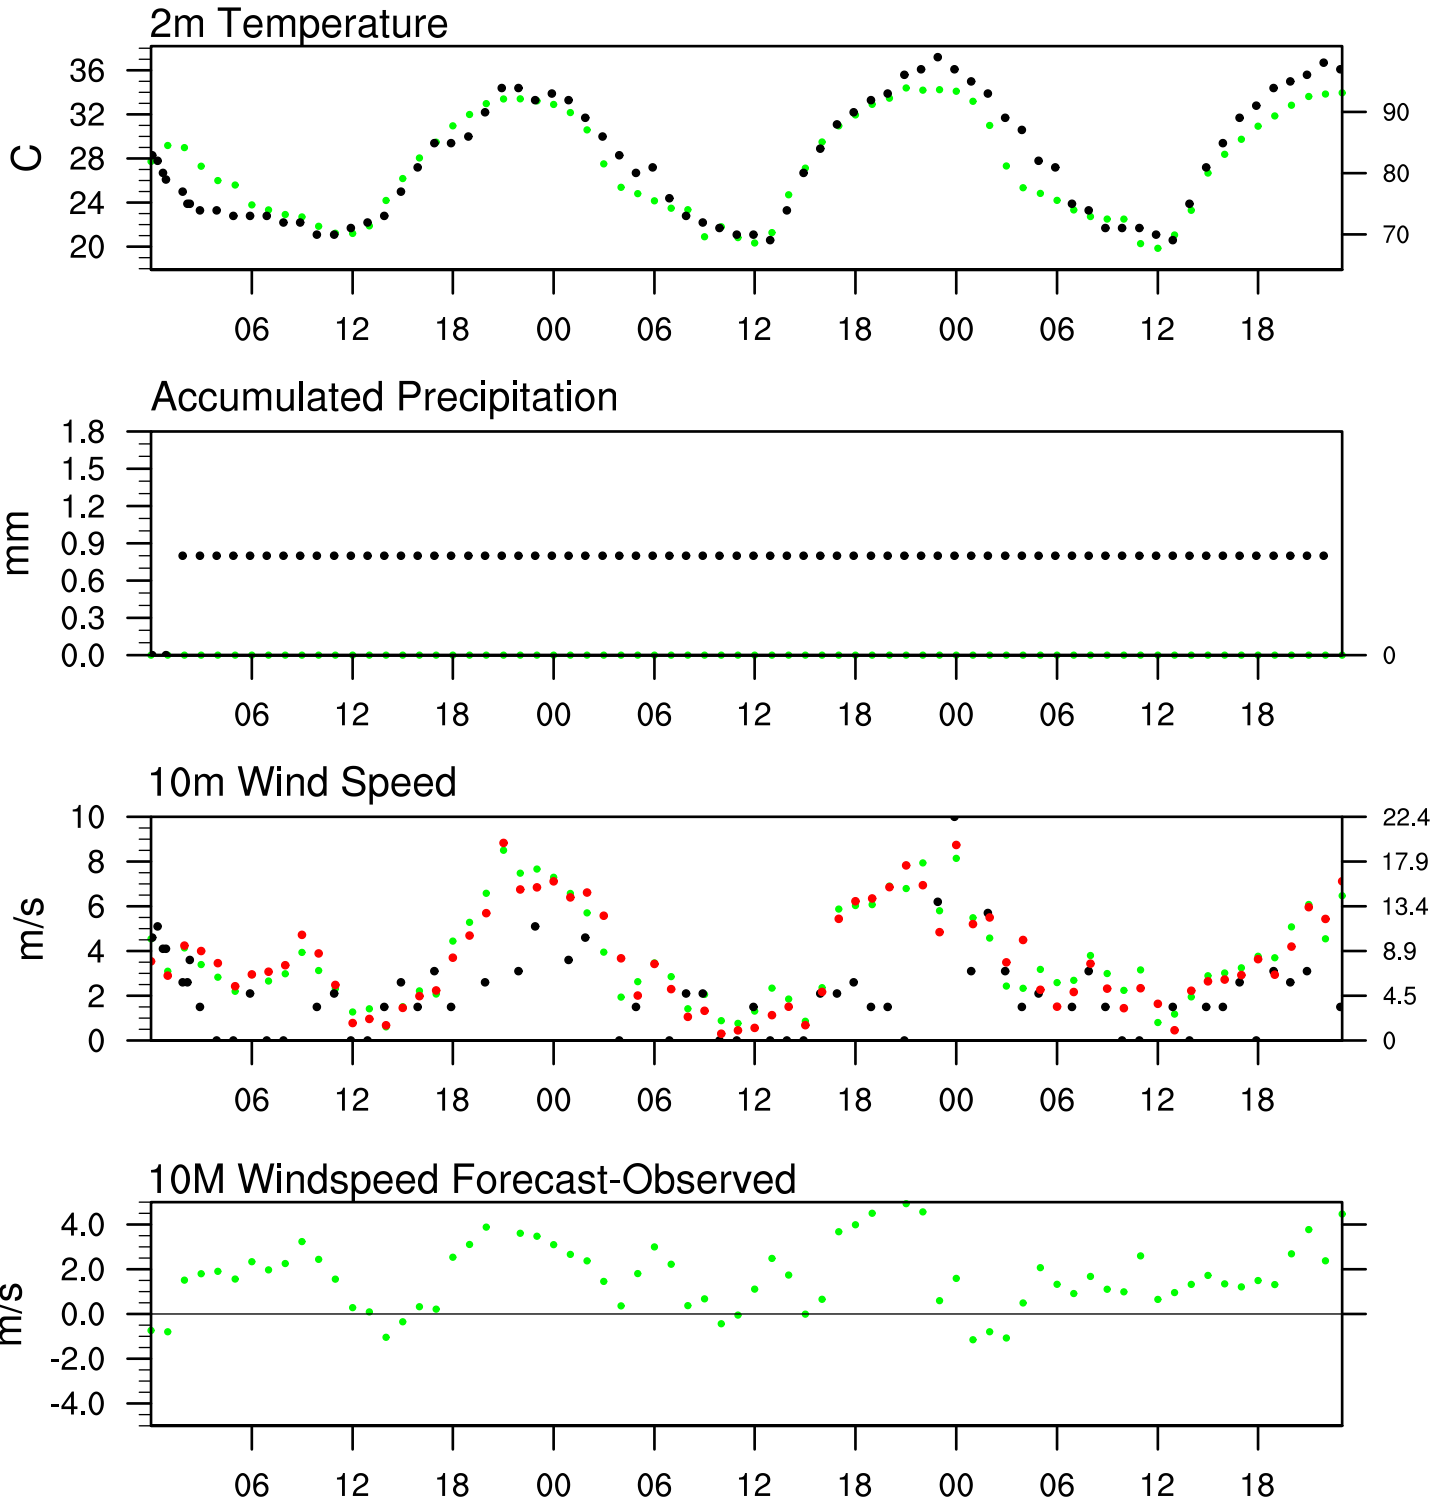 2m Temperature
36
32
28
24
20
C
90
80
70
06 12 18 00 06 12 18 00 06 12 18
Accumulated Precipitation
1.8
1.5
1.2
0.9
0.6
0.3
0.0
mm
0
06 12 18 00 06 12 18 00 06 12 18
10m Wind Speed
10
8
6
4
2
0
m/s
22.4
17.9
13.4
8.9
4.5
0
06 12 18 00 06 12 18 00 06 12 18
10M Windspeed Forecast-Observed
4.0
2.0
0.0
-2.0
-4.0
m/s
06 12 18 00 06 12 18 00 06 12 18